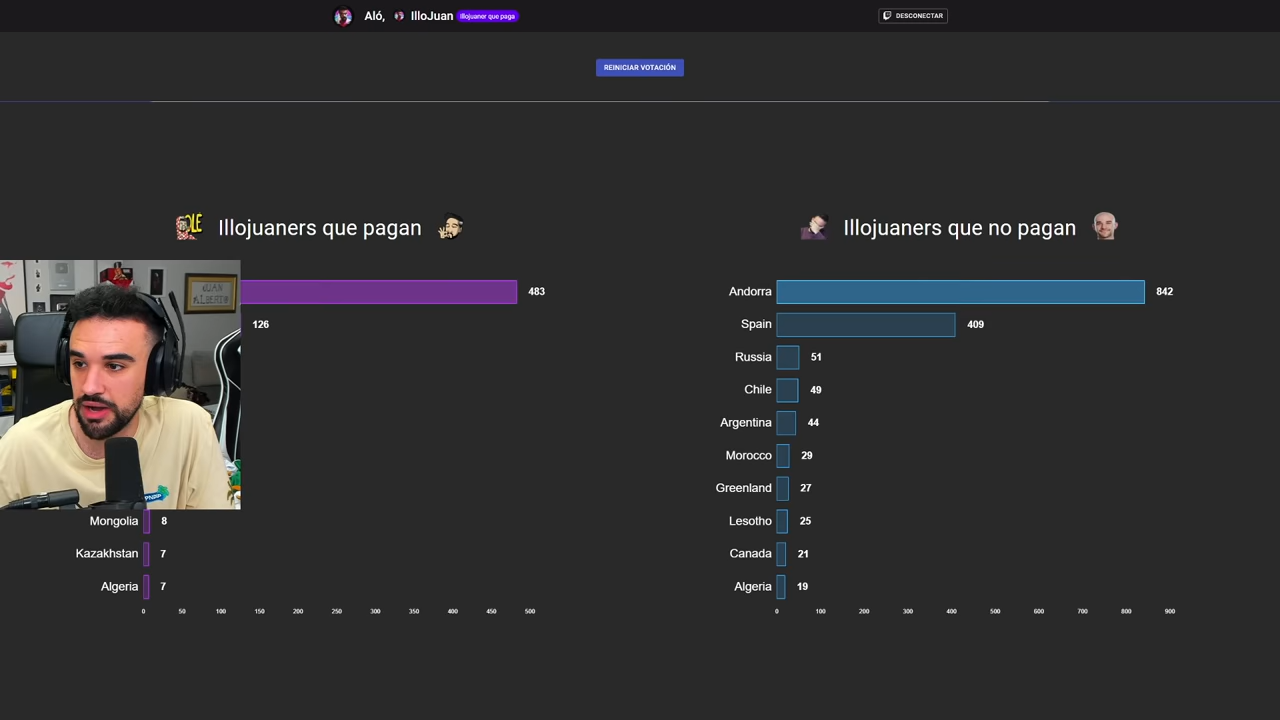 Aló, IlloJuan Illojuaner que paga
DESCONECTAR
REINICIAR VOTACIÓN
Illojuaners que pagan
483
126
Mongolia 8
Kazakhstan 7
Algeria 7
0 50 100 150 200 250 300 350 400 450 500
Illojuaners que no pagan
Andorra 842
Spain 409
Russia 51
Chile 49
Argentina 44
Morocco 29
Greenland 27
Lesotho 25
Canada 21
Algeria 19
0 100 200 300 400 500 600 700 800 900
JUAN
ALBERTO